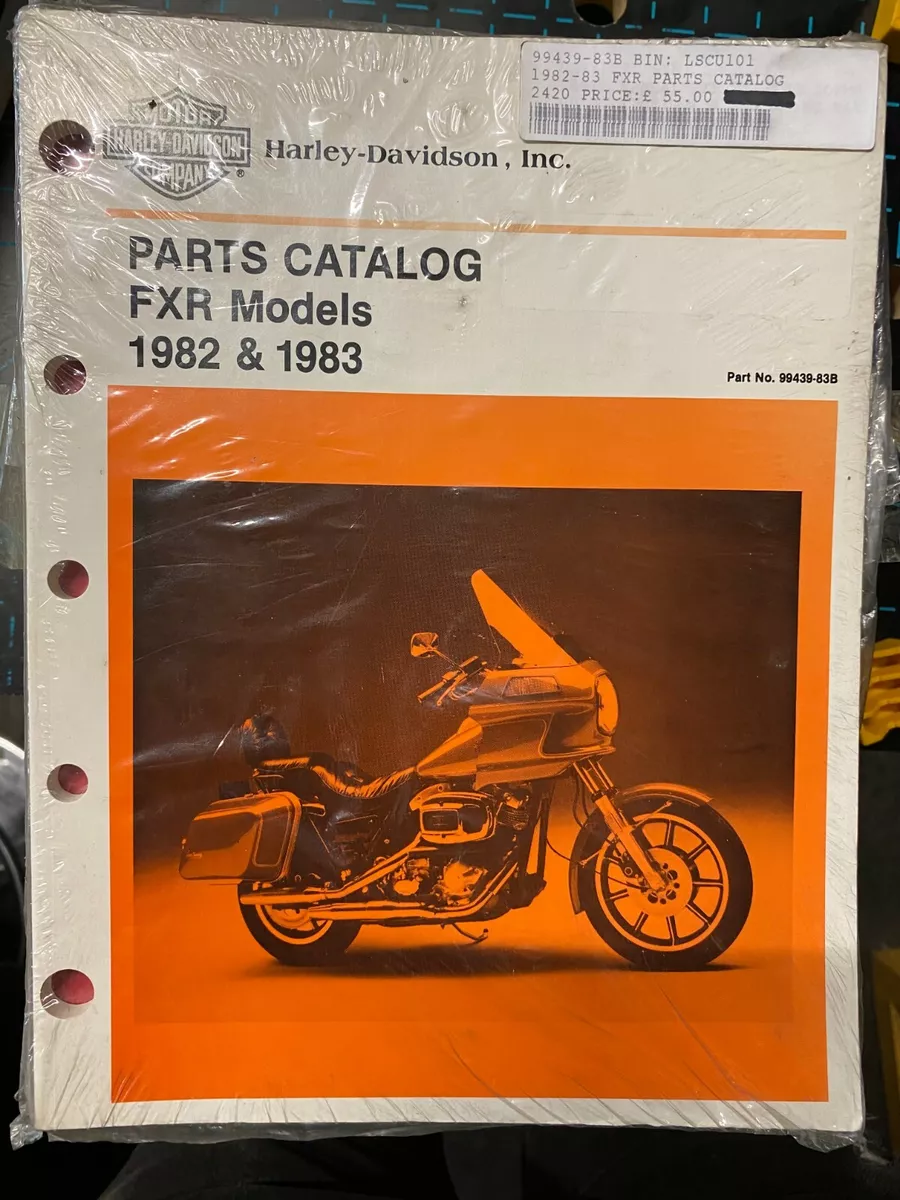 99439-83B BIN: LSCU101
1982-83 FXR PARTS CATALOG
2420 PRICE:£ 55.00
MOTOR
HARLEY-DAVIDSON
COMPANY
®
Harley-Davidson, Inc.
PARTS CATALOG
FXR Models
1982 & 1983
Part No. 99439-83B